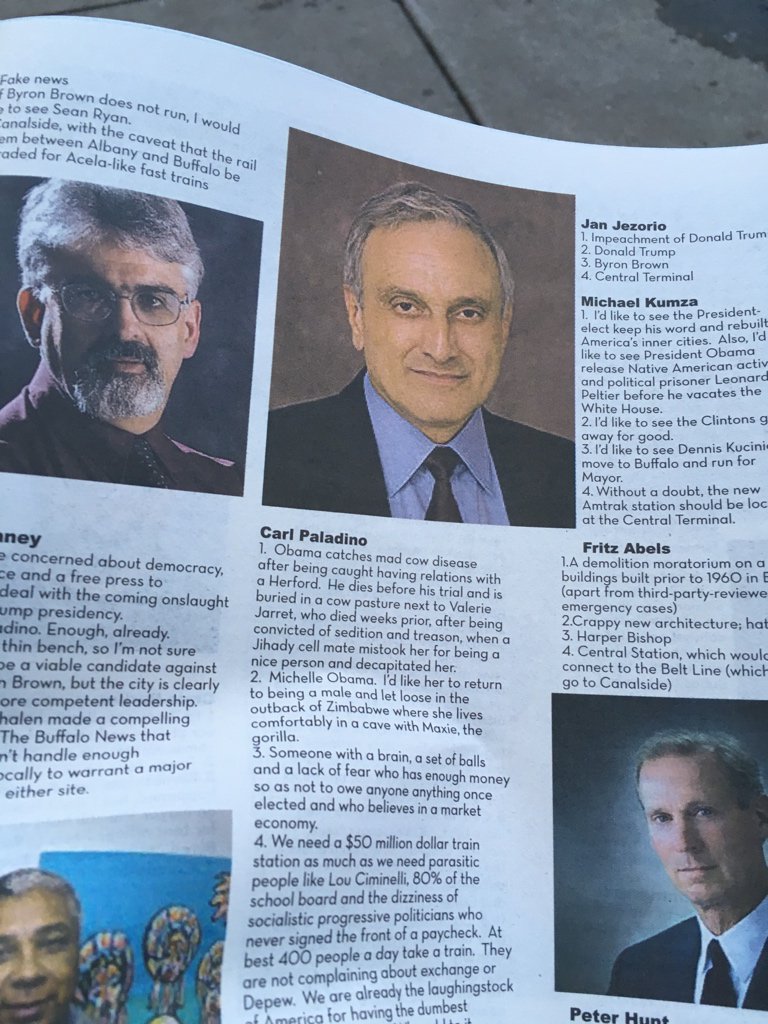 Fake news
f Byron Brown does not run, I would
e to see Sean Ryan.
Canalside, with the caveat that the rail
em between Albany and Buffalo be
aded for Acela-like fast trains
nney
e concerned about democracy,
ce and a free press to
deal with the coming onslaught
ump presidency.
adino. Enough, already.
thin bench, so I'm not sure
be a viable candidate against
n Brown, but the city is clearly
ore competent leadership.
halen made a compelling
The Buffalo News that
n't handle enough
ocally to warrant a major
either site.
Carl Paladino
1. Obama catches mad cow disease
after being caught having relations with
a Herford. He dies before his trial and is
buried in a cow pasture next to Valerie
Jarret, who died weeks prior, after being
convicted of sedition and treason, when a
Jihady cell mate mistook her for being a
nice person and decapitated her.
2. Michelle Obama. I'd like her to return
to being a male and let loose in the
outback of Zimbabwe where she lives
comfortably in a cave with Maxie, the
gorilla.
3. Someone with a brain, a set of balls
and a lack of fear who has enough money
so as not to owe anyone anything once
elected and who believes in a market
economy.
4. We need a $50 million dollar train
station as much as we need parasitic
people like Lou Ciminelli, 80% of the
school board and the dizziness of
socialistic progressive politicians who
never signed the front of a paycheck. At
best 400 people a day take a train. They
are not complaining about exchange or
Depew. We are already the laughingstock
of America for having the dumbest
Jan Jezorio
1. Impeachment of Donald Trum
2. Donald Trump
3. Byron Brown
4. Central Terminal
Michael Kumza
1. I'd like to see the President-
elect keep his word and rebuilt
America's inner cities. Also, I'd
like to see President Obama
release Native American activ
and political prisoner Leonard
Peltier before he vacates the
White House.
2. I'd like to see the Clintons g
away for good.
3. I'd like to see Dennis Kucini
move to Buffalo and run for
Mayor.
4. Without a doubt, the new
Amtrak station should be loc
at the Central Terminal.
Fritz Abels
1.A demolition moratorium on a
buildings built prior to 1960 in B
(apart from third-party-reviewe
emergency cases)
2.Crappy new architecture; hat
3. Harper Bishop
4. Central Station, which would
connect to the Belt Line (which
go to Canalside)
Peter Hunt